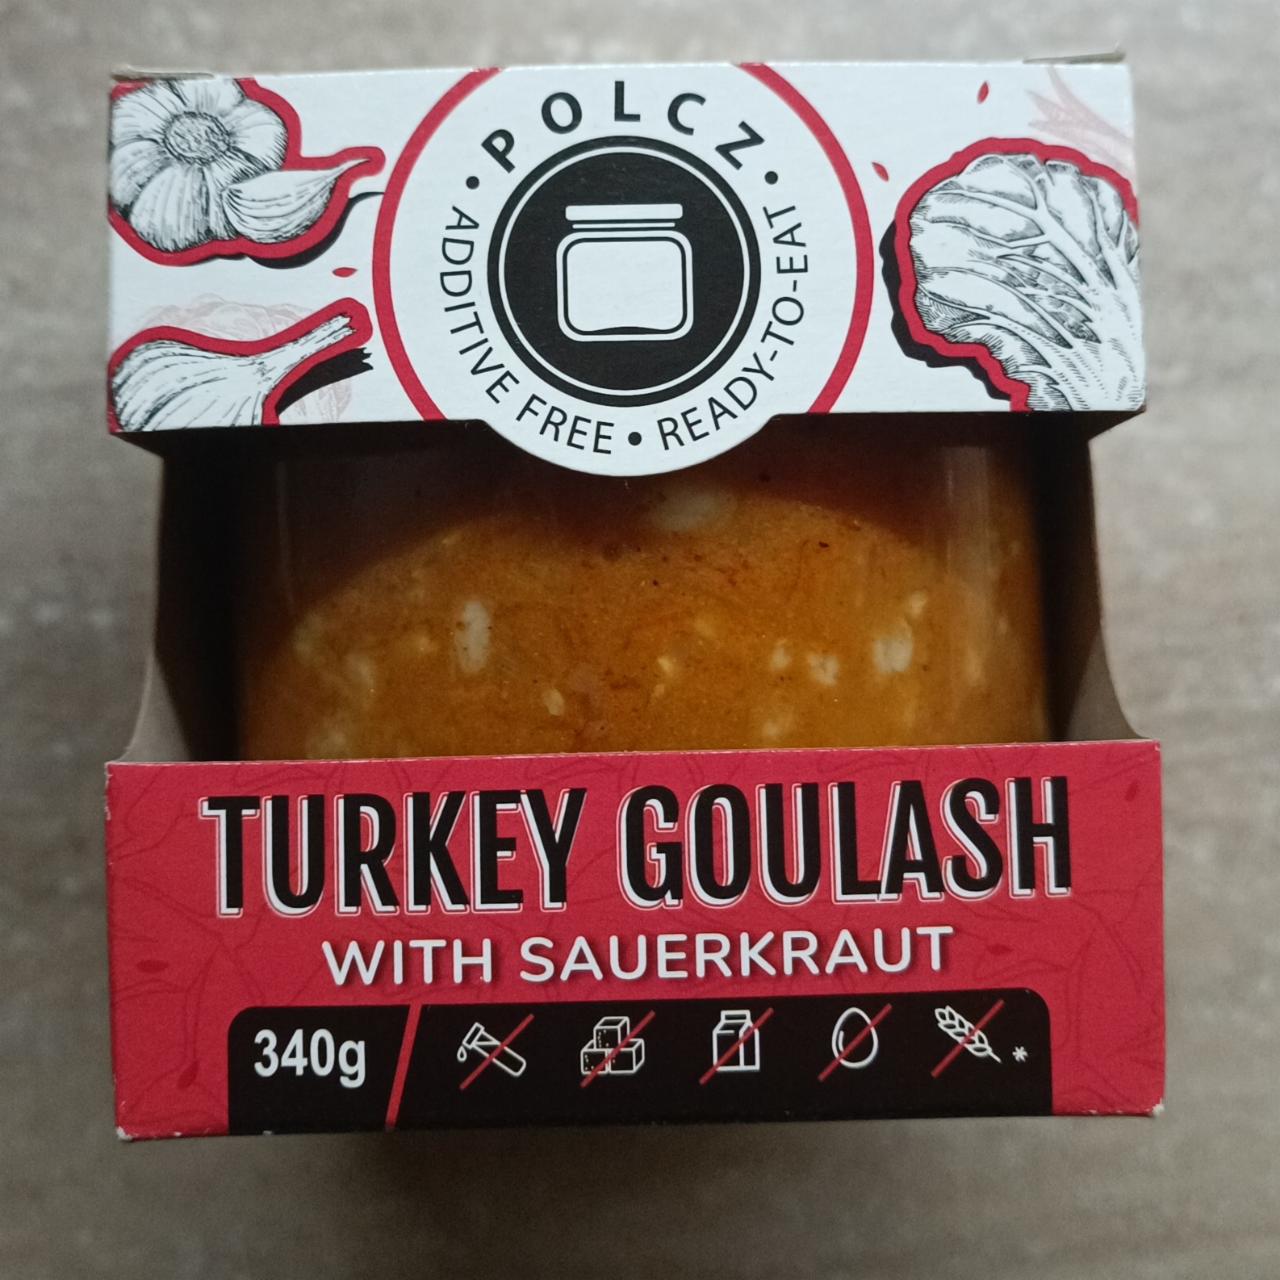 • POLCZ •
ADDITIVE FREE • READY-TO-EAT
TURKEY GOULASH
WITH SAUERKRAUT
340g
*